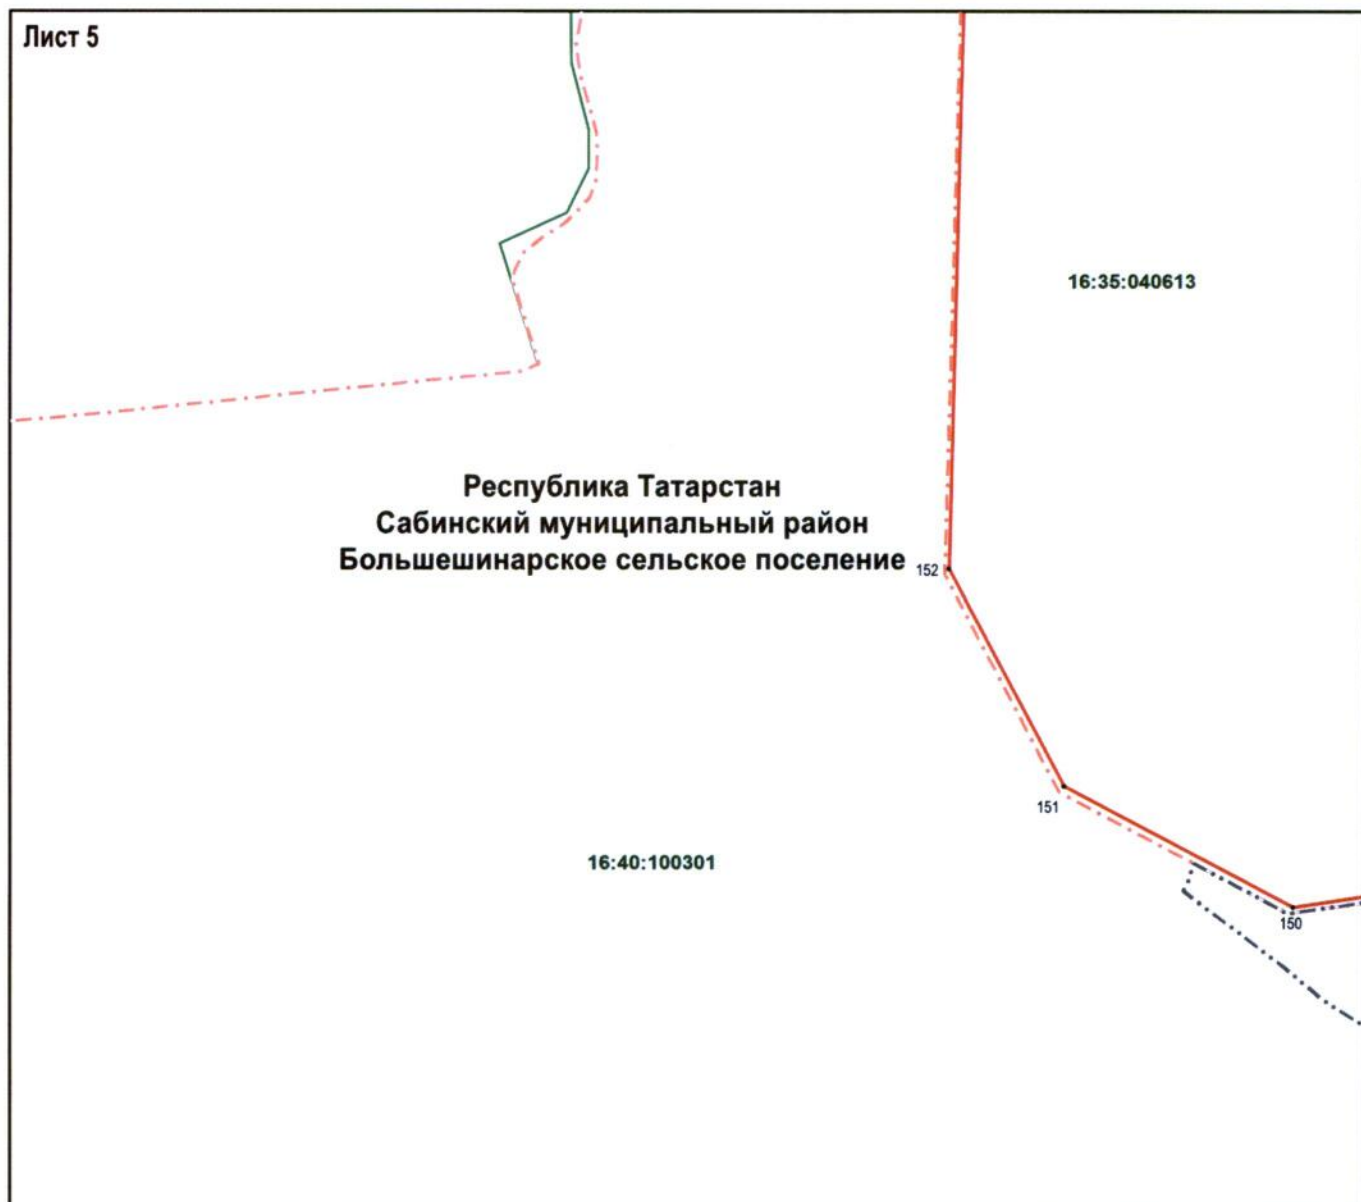 Лист 5
16:35:040613
Республика Татарстан
Сабинский муниципальный район
Большешинарское сельское поселение
152
151
16:40:100301
150